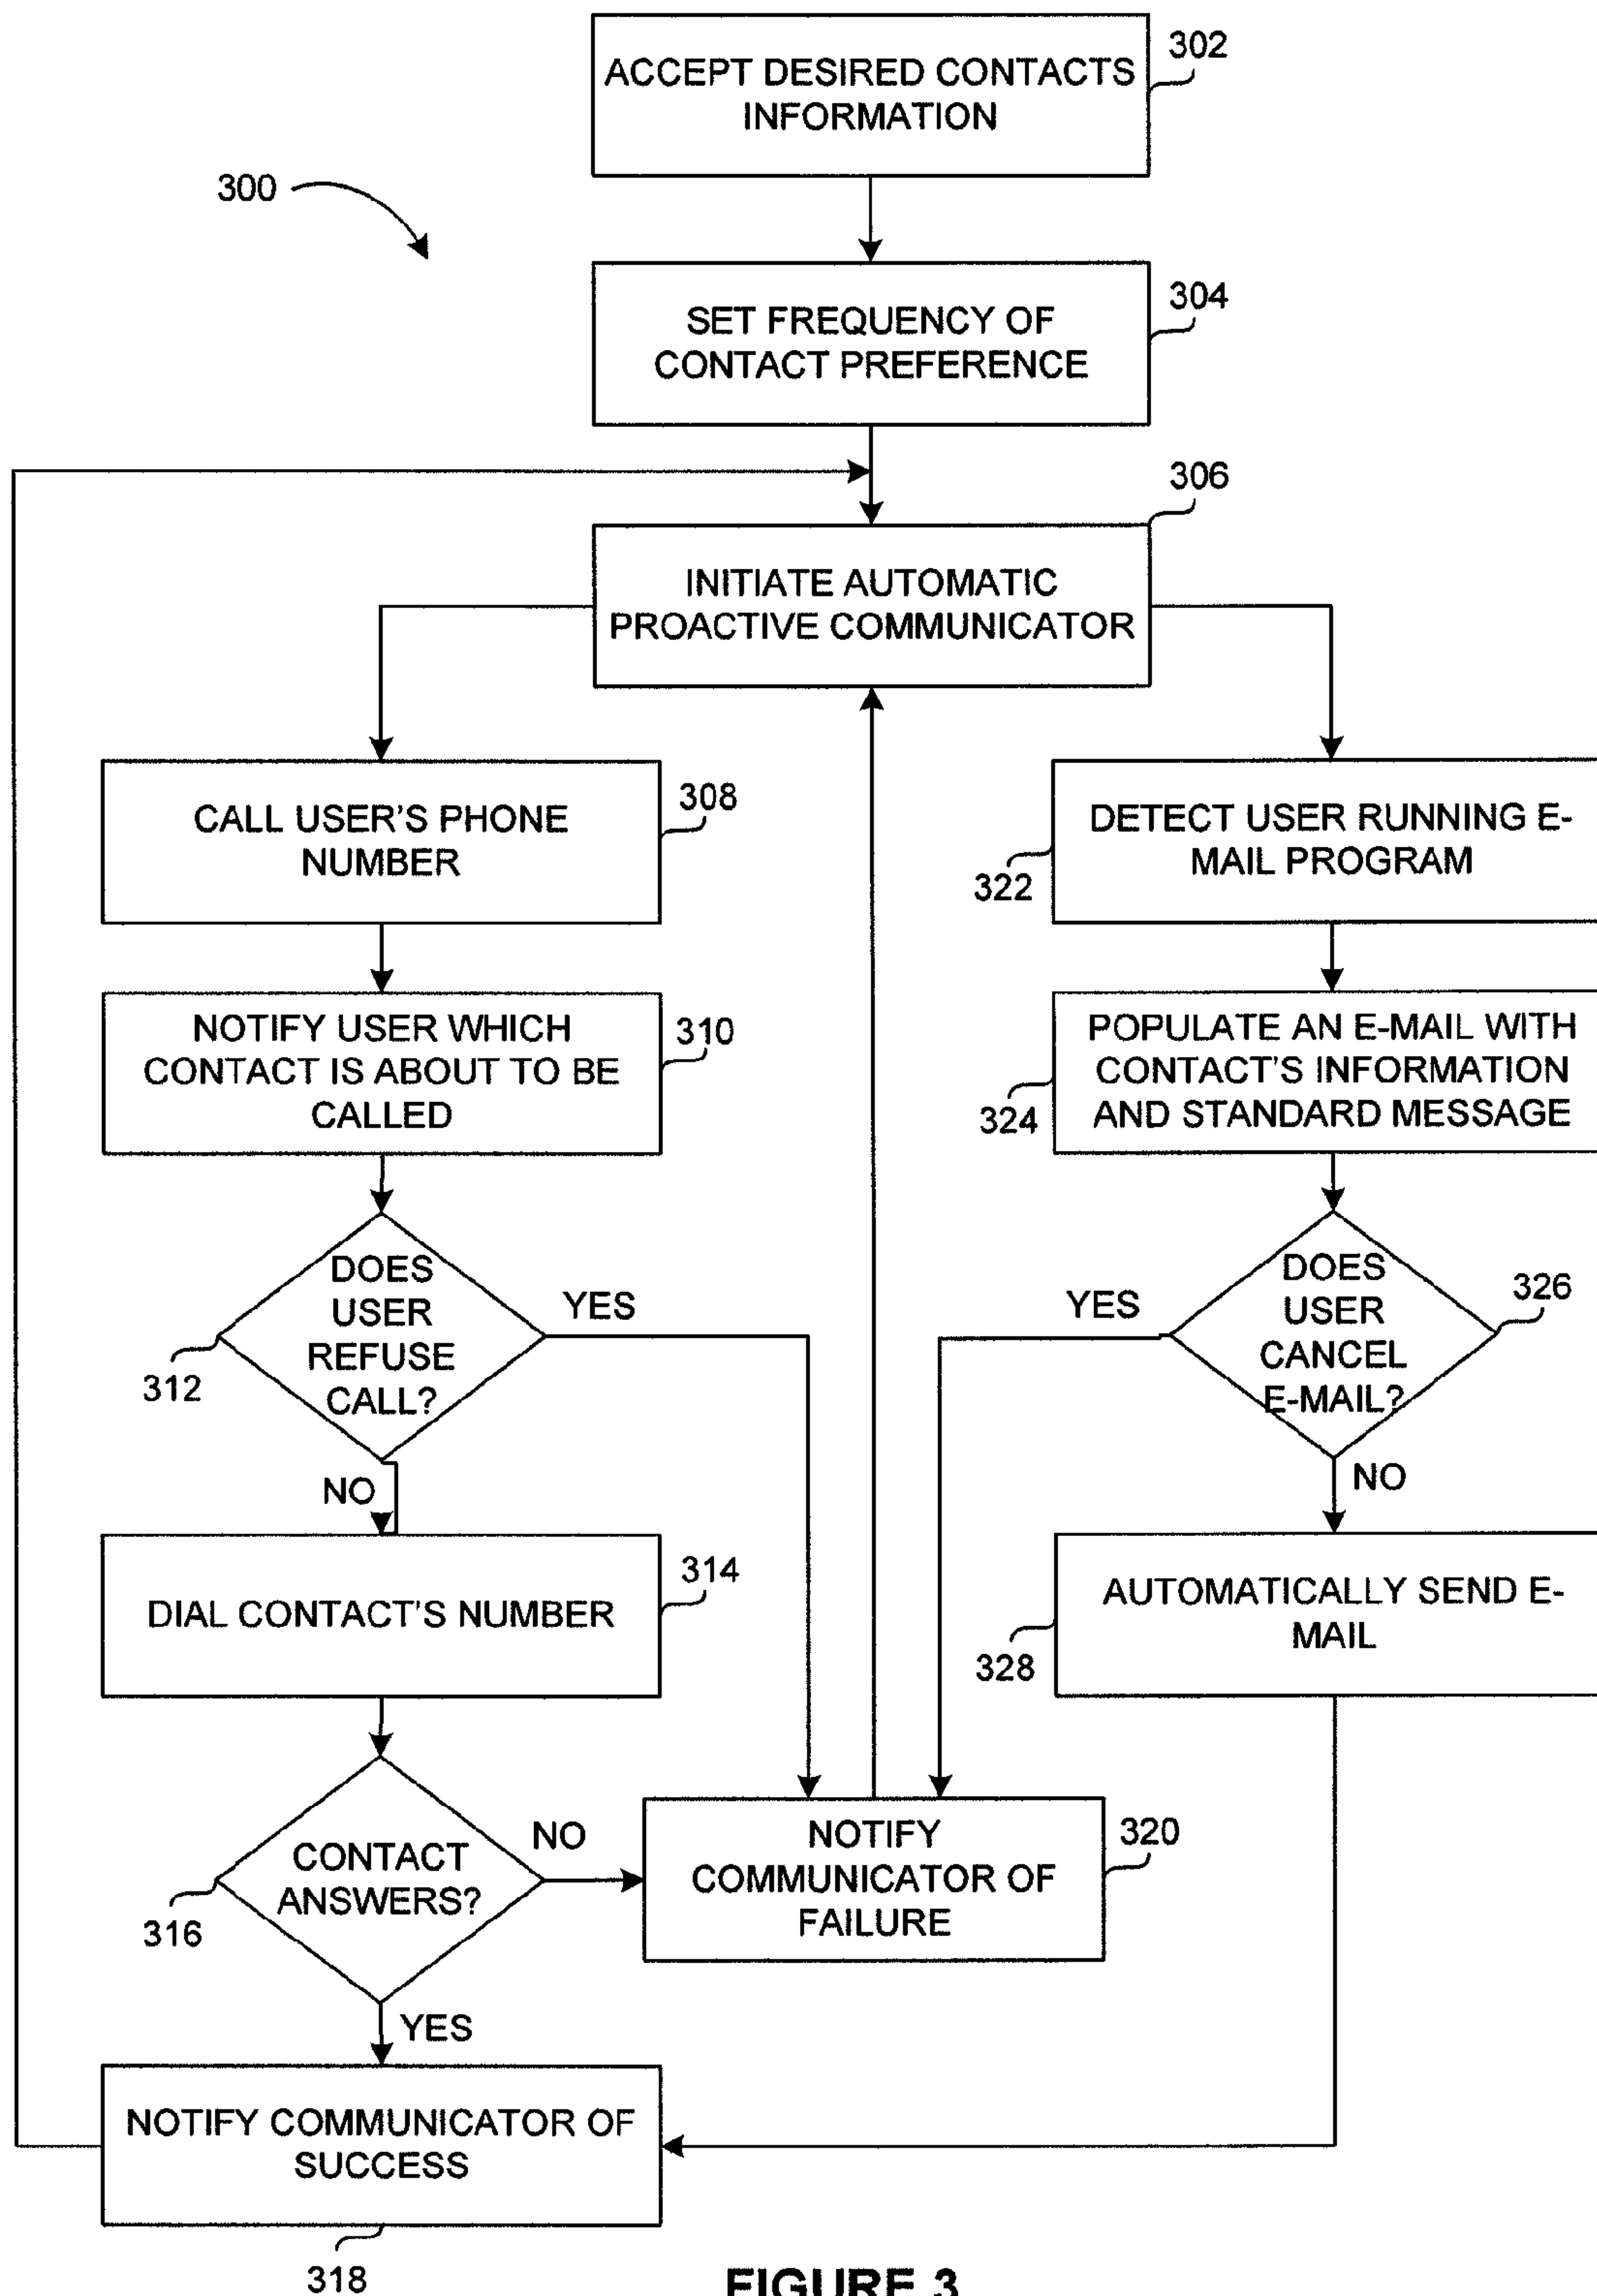 302
ACCEPT DESIRED CONTACTS
INFORMATION
300
304
SET FREQUENCY OF
CONTACT PREFERENCE
306
INITIATE AUTOMATIC
PROACTIVE COMMUNICATOR
308
CALL USER'S PHONE
NUMBER
DETECT USER RUNNING E-
MAIL PROGRAM
322
310
NOTIFY USER WHICH
CONTACT IS ABOUT TO BE
CALLED
POPULATE AN E-MAIL WITH
CONTACT'S INFORMATION
AND STANDARD MESSAGE
324
DOES
USER
REFUSE
CALL?
YES
312
NO
YES
DOES
USER
CANCEL
E-MAIL?
326
NO
314
DIAL CONTACT'S NUMBER
AUTOMATICALLY SEND E-
MAIL
328
CONTACT
ANSWERS?
NO
316
YES
NOTIFY
COMMUNICATOR OF
FAILURE
320
NOTIFY COMMUNICATOR OF
SUCCESS
318
FIGURE 3